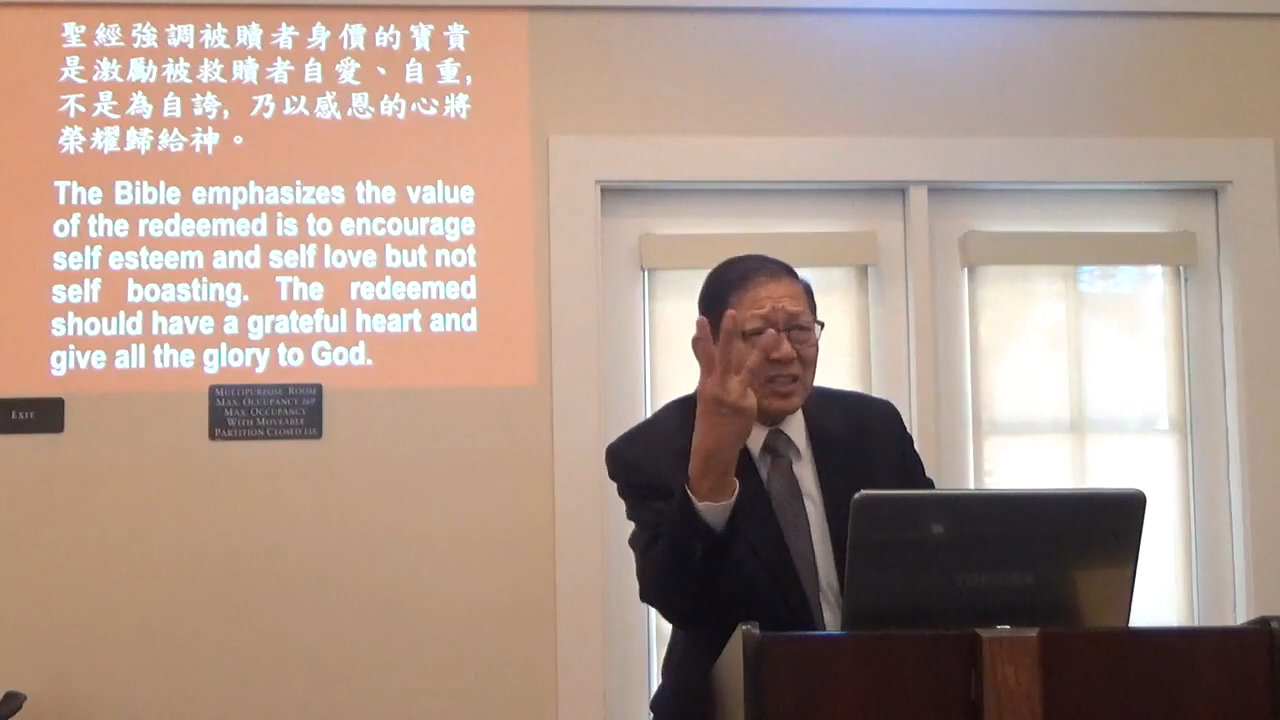 聖經強調被贖者身價的寶貴
是激勵被救贖者自愛、自重,
不是為自誇, 乃以感恩的心將
榮耀歸給神。
The Bible emphasizes the value
of the redeemed is to encourage
self esteem and self love but not
self boasting. The redeemed
should have a grateful heart and
give all the glory to God.
EXIT
MULTIPURPOSE ROOM
MAX. OCCUPANCY 269
MAX. OCCUPANCY
WITH MOVEABLE
PARTITION CLOSED
TOSHIBA